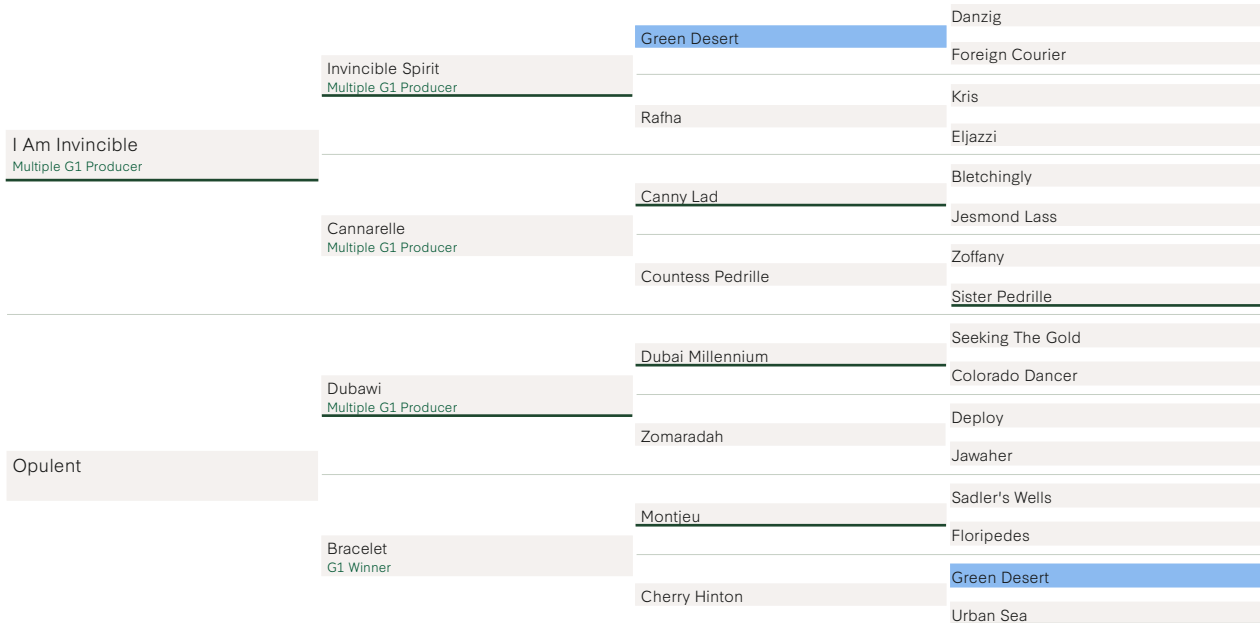 I Am Invincible
Multiple G1 Producer
Opulent
Invincible Spirit
Multiple G1 Producer
Cannarelle
Multiple G1 Producer
Dubawi
Multiple G1 Producer
Bracelet
G1 Winner
Green Desert
Rafha
Canny Lad
Countess Pedrille
Dubai Millennium
Zomaradah
Montjeu
Cherry Hinton
Danzig
Foreign Courier
Kris
Eljazzi
Bletchingly
Jesmond Lass
Zoffany
Sister Pedrille
Seeking The Gold
Colorado Dancer
Deploy
Jawaher
Sadler's Wells
Floripedes
Green Desert
Urban Sea